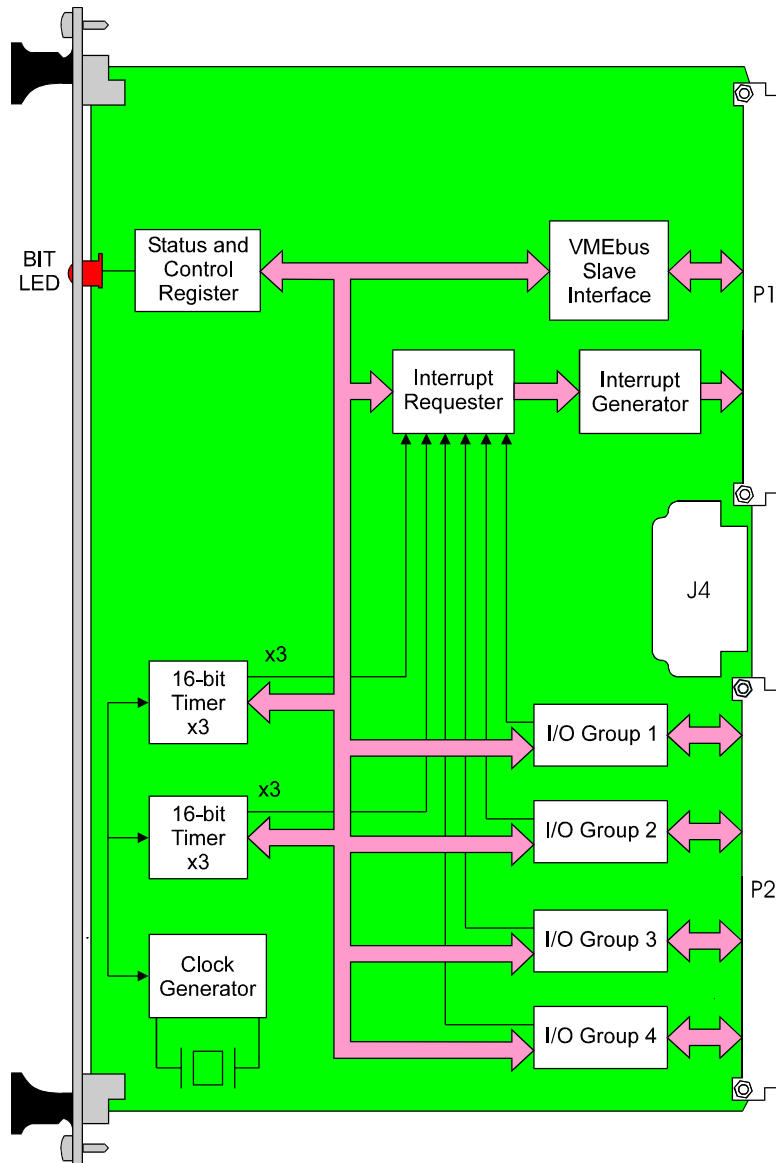 BIT
LED
Status and
Control
Register
VMEbus
Slave
Interface
P1
Interrupt
Requester
Interrupt
Generator
J4
x3
16-bit
Timer
x3
I/O Group 1
x3
16-bit
Timer
x3
I/O Group 2
P2
I/O Group 3
Clock
Generator
I/O Group 4